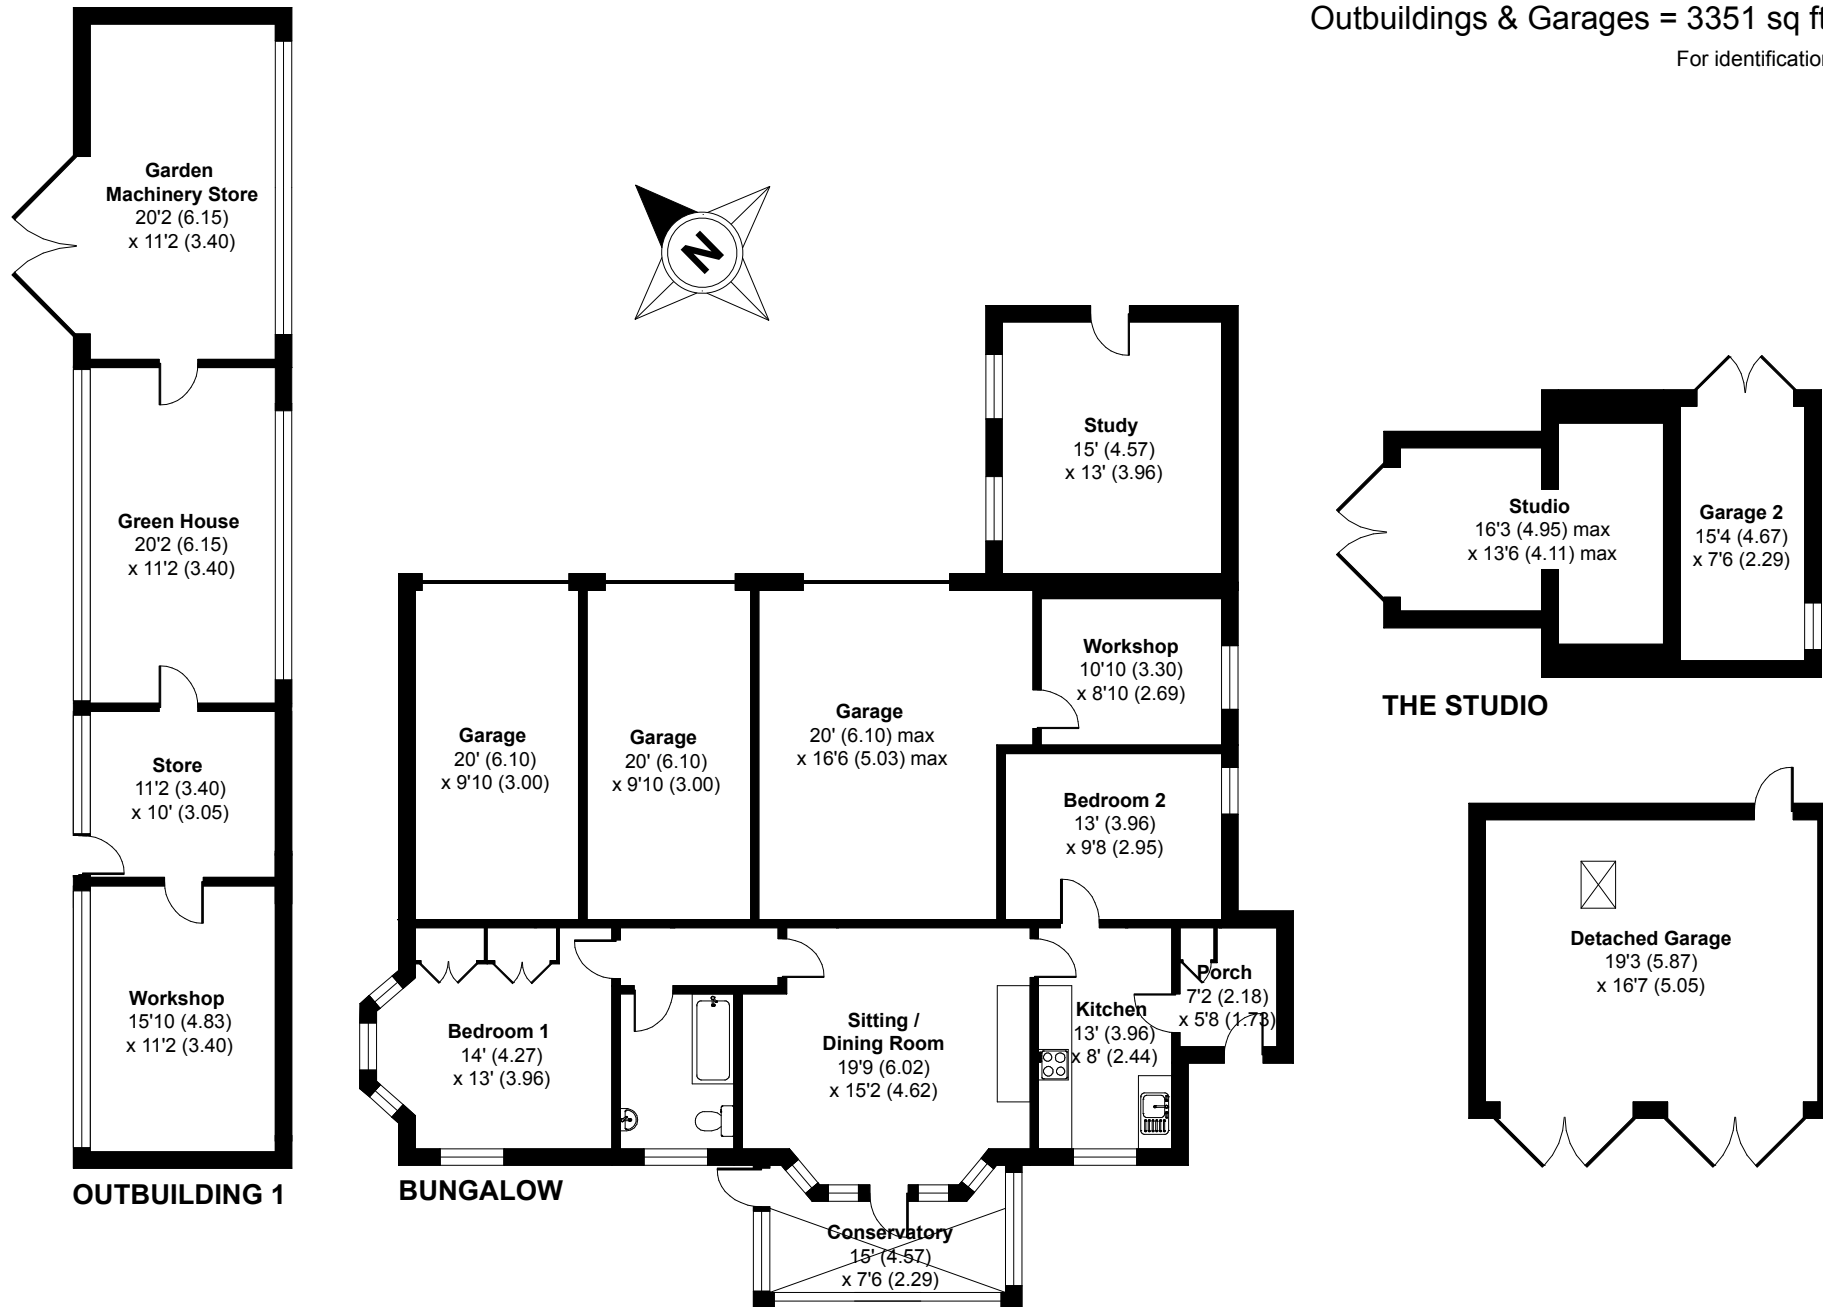 Outbuildings & Garages = 3351 sq ft
For identification
Garden
Machinery Store
20'2 (6.15)
x 11'2 (3.40)
N
Study
15' (4.57)
x 13' (3.96)
Green House
20'2 (6.15)
x 11'2 (3.40)
Studio
16'3 (4.95) max
x 13'6 (4.11) max
Garage 2
15'4 (4.67)
x 7'6 (2.29)
THE STUDIO
Workshop
10'10 (3.30)
x 8'10 (2.69)
Garage
20' (6.10)
x 9'10 (3.00)
Garage
20' (6.10)
x 9'10 (3.00)
Garage
20' (6.10) max
x 16'6 (5.03) max
Store
11'2 (3.40)
x 10' (3.05)
Bedroom 2
13' (3.96)
x 9'8 (2.95)
Detached Garage
19'3 (5.87)
x 16'7 (5.05)
Workshop
15'10 (4.83)
x 11'2 (3.40)
Bedroom 1
14' (4.27)
x 13' (3.96)
Sitting /
Dining Room
19'9 (6.02)
x 15'2 (4.62)
Kitchen
13' (3.96)
x 8' (2.44)
Porch
7'2 (2.18)
x 5'8 (1.73)
OUTBUILDING 1
BUNGALOW
Conservatory
15' (4.57)
x 7'6 (2.29)